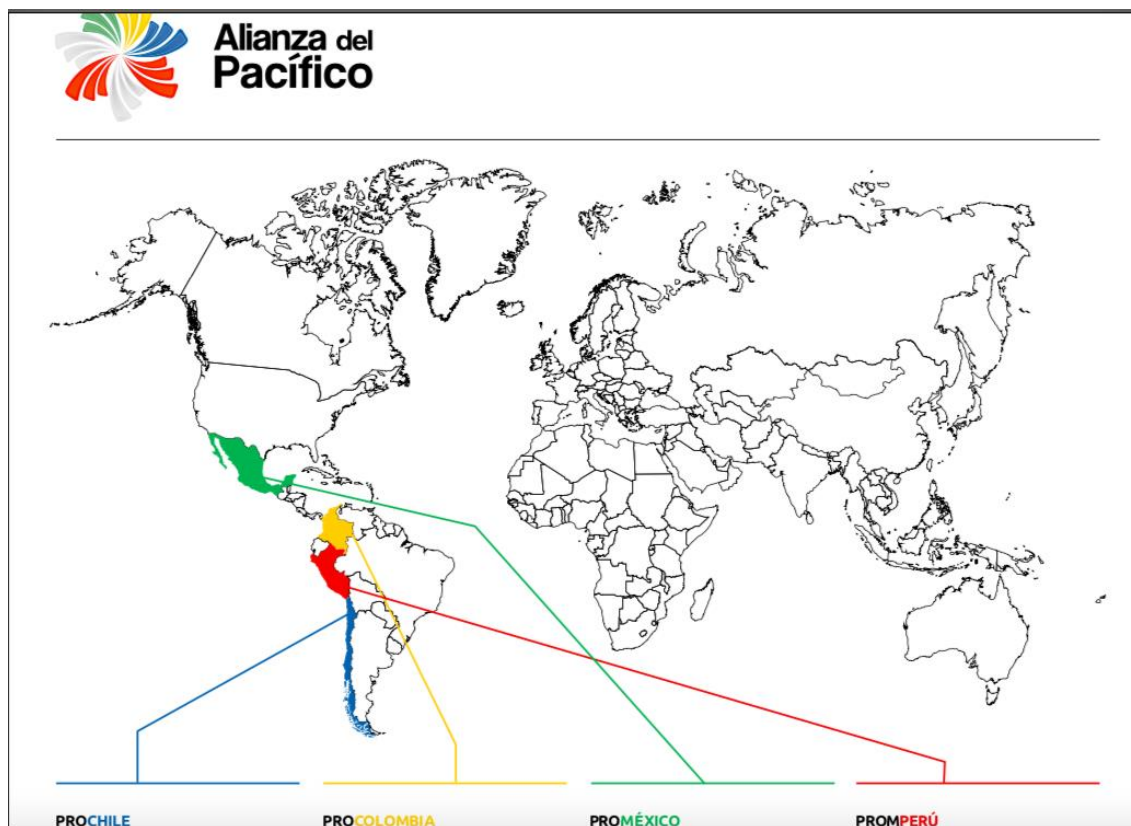 Alianza del
Pacífico
PROCHILE
PROCOLOMBIA
PROMÉXICO
PROMPERÚ